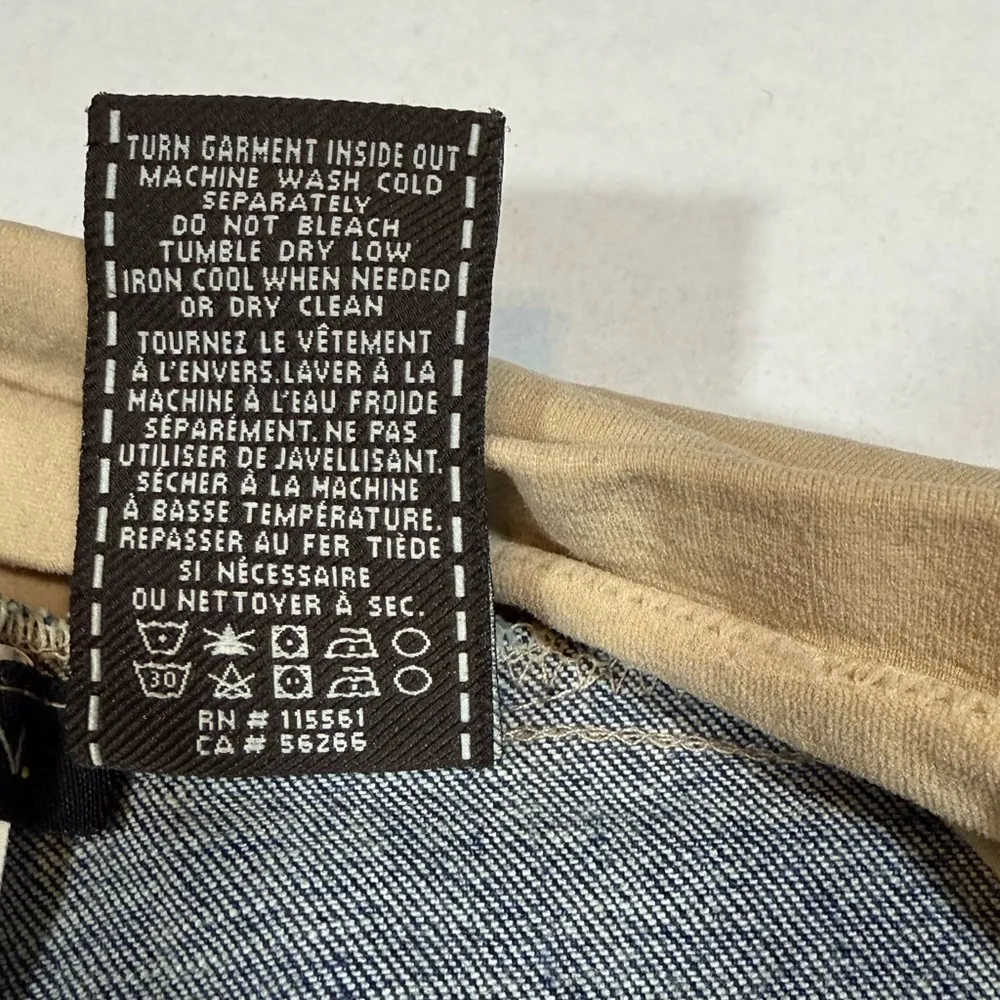 TURN GARMENT INSIDE OUT
MACHINE WASH COLD
SEPARATELY
DO NOT BLEACH
TUMBLE DRY LOW
IRON COOL WHEN NEEDED
OR DRY CLEAN
TOURNEZ LE VÊTEMENT
À L'ENVERS. LAVER À LA
MACHINE À L'EAU FROIDE
SÉPARÉMENT. NE PAS
UTILISER DE JAVELLISANT.
SÉCHER À LA MACHINE
À BASSE TEMPÉRATURE.
REPASSER AU FER TIÈDE
SI NÉCESSAIRE
OU NETTOYER À SEC.
30
RN # 115561
CA # 56266